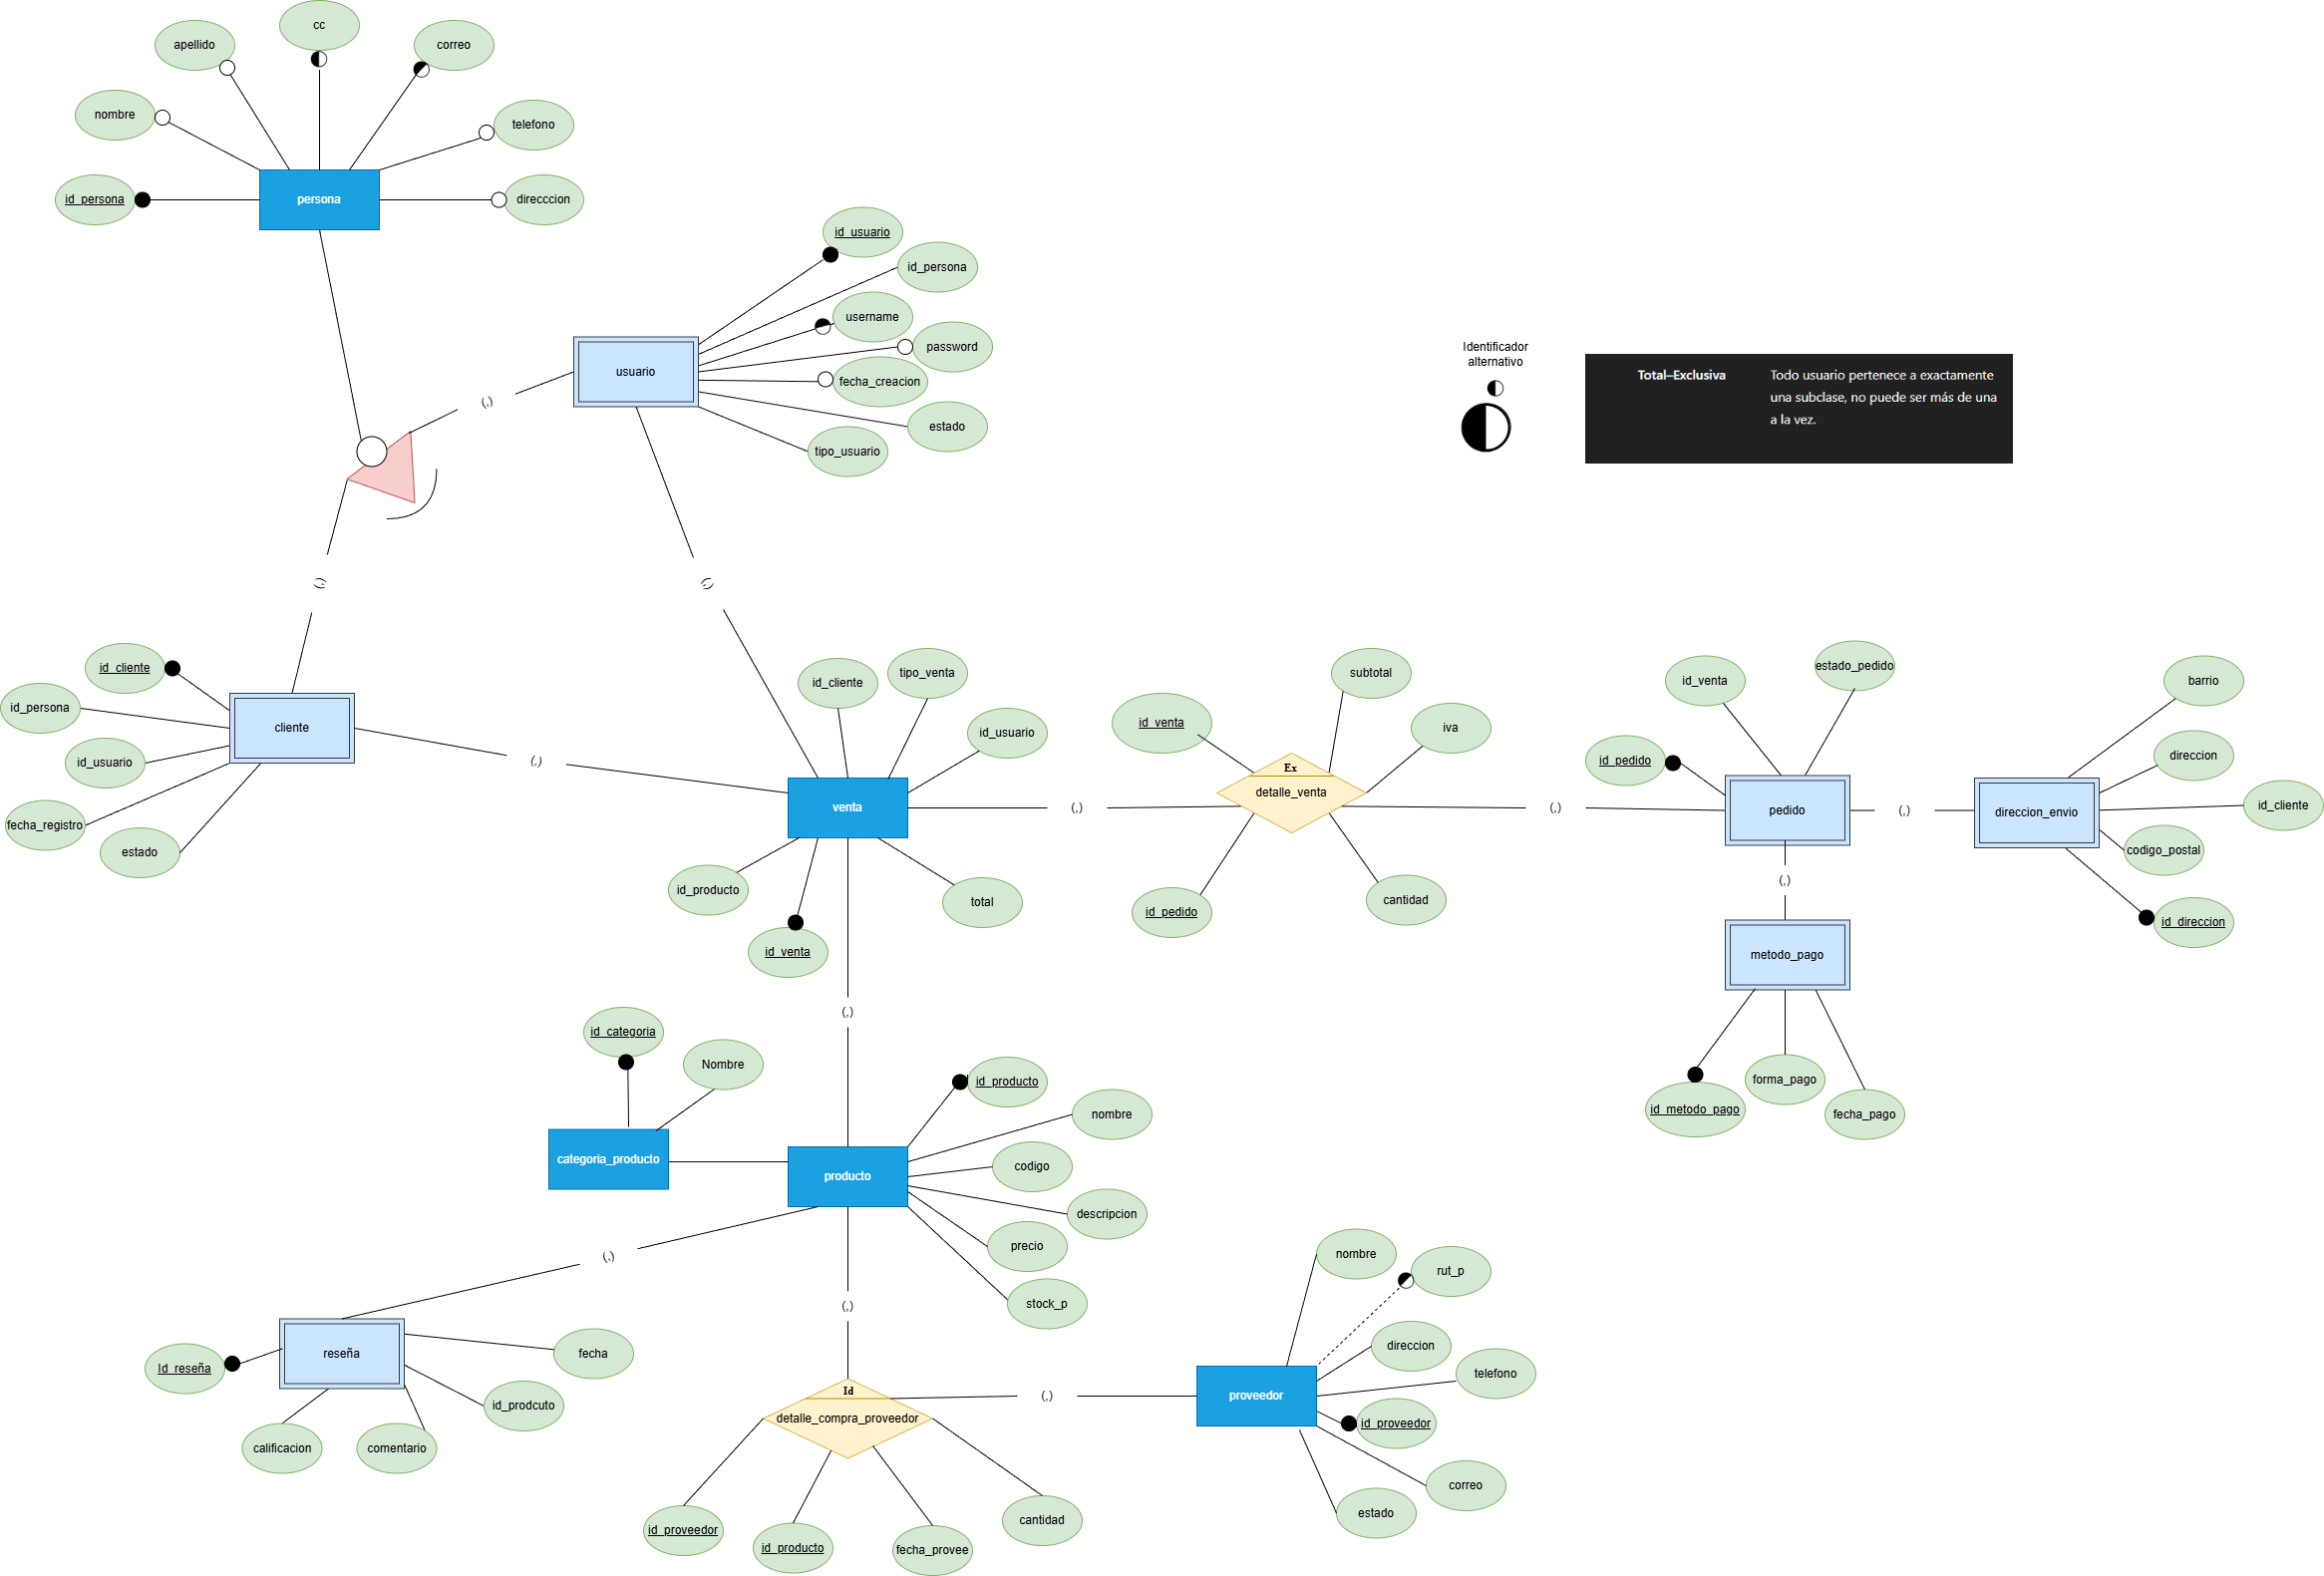 cc
apellido
correo
nombre
telefono
id_persona
persona
direcccion
id_usuario
id_persona
username
password
usuario
fecha_creacion
estado
tipo_usuario
(,)
Identificador
alternativo
Total–Exclusiva
Todo usuario pertenece a exactamente
una subclase, no puede ser más de una
a la vez.
(,)
(,)
id_cliente
id_persona
cliente
id_usuario
fecha_registro
estado
(,)
id_cliente
tipo_venta
id_usuario
venta
id_producto
total
id_venta
(,)
subtotal
id_venta
iva
Ex
detalle_venta
id_pedido
cantidad
(,)
id_venta
estado_pedido
id_pedido
pedido
(,)
barrio
direccion
direccion_envio
id_cliente
codigo_postal
id_direccion
(,)
metodo_pago
forma_pago
id_metodo_pago
fecha_pago
(,)
id_categoria
Nombre
categoria_producto
id_producto
nombre
codigo
producto
descripcion
precio
stock_p
(,)
(,)
reseña
fecha
Id_reseña
id_prodcuto
calificacion
comentario
Id
detalle_compra_proveedor
(,)
id_proveedor
id_producto
fecha_provee
cantidad
nombre
rut_p
direccion
telefono
proveedor
id_proveedor
correo
estado